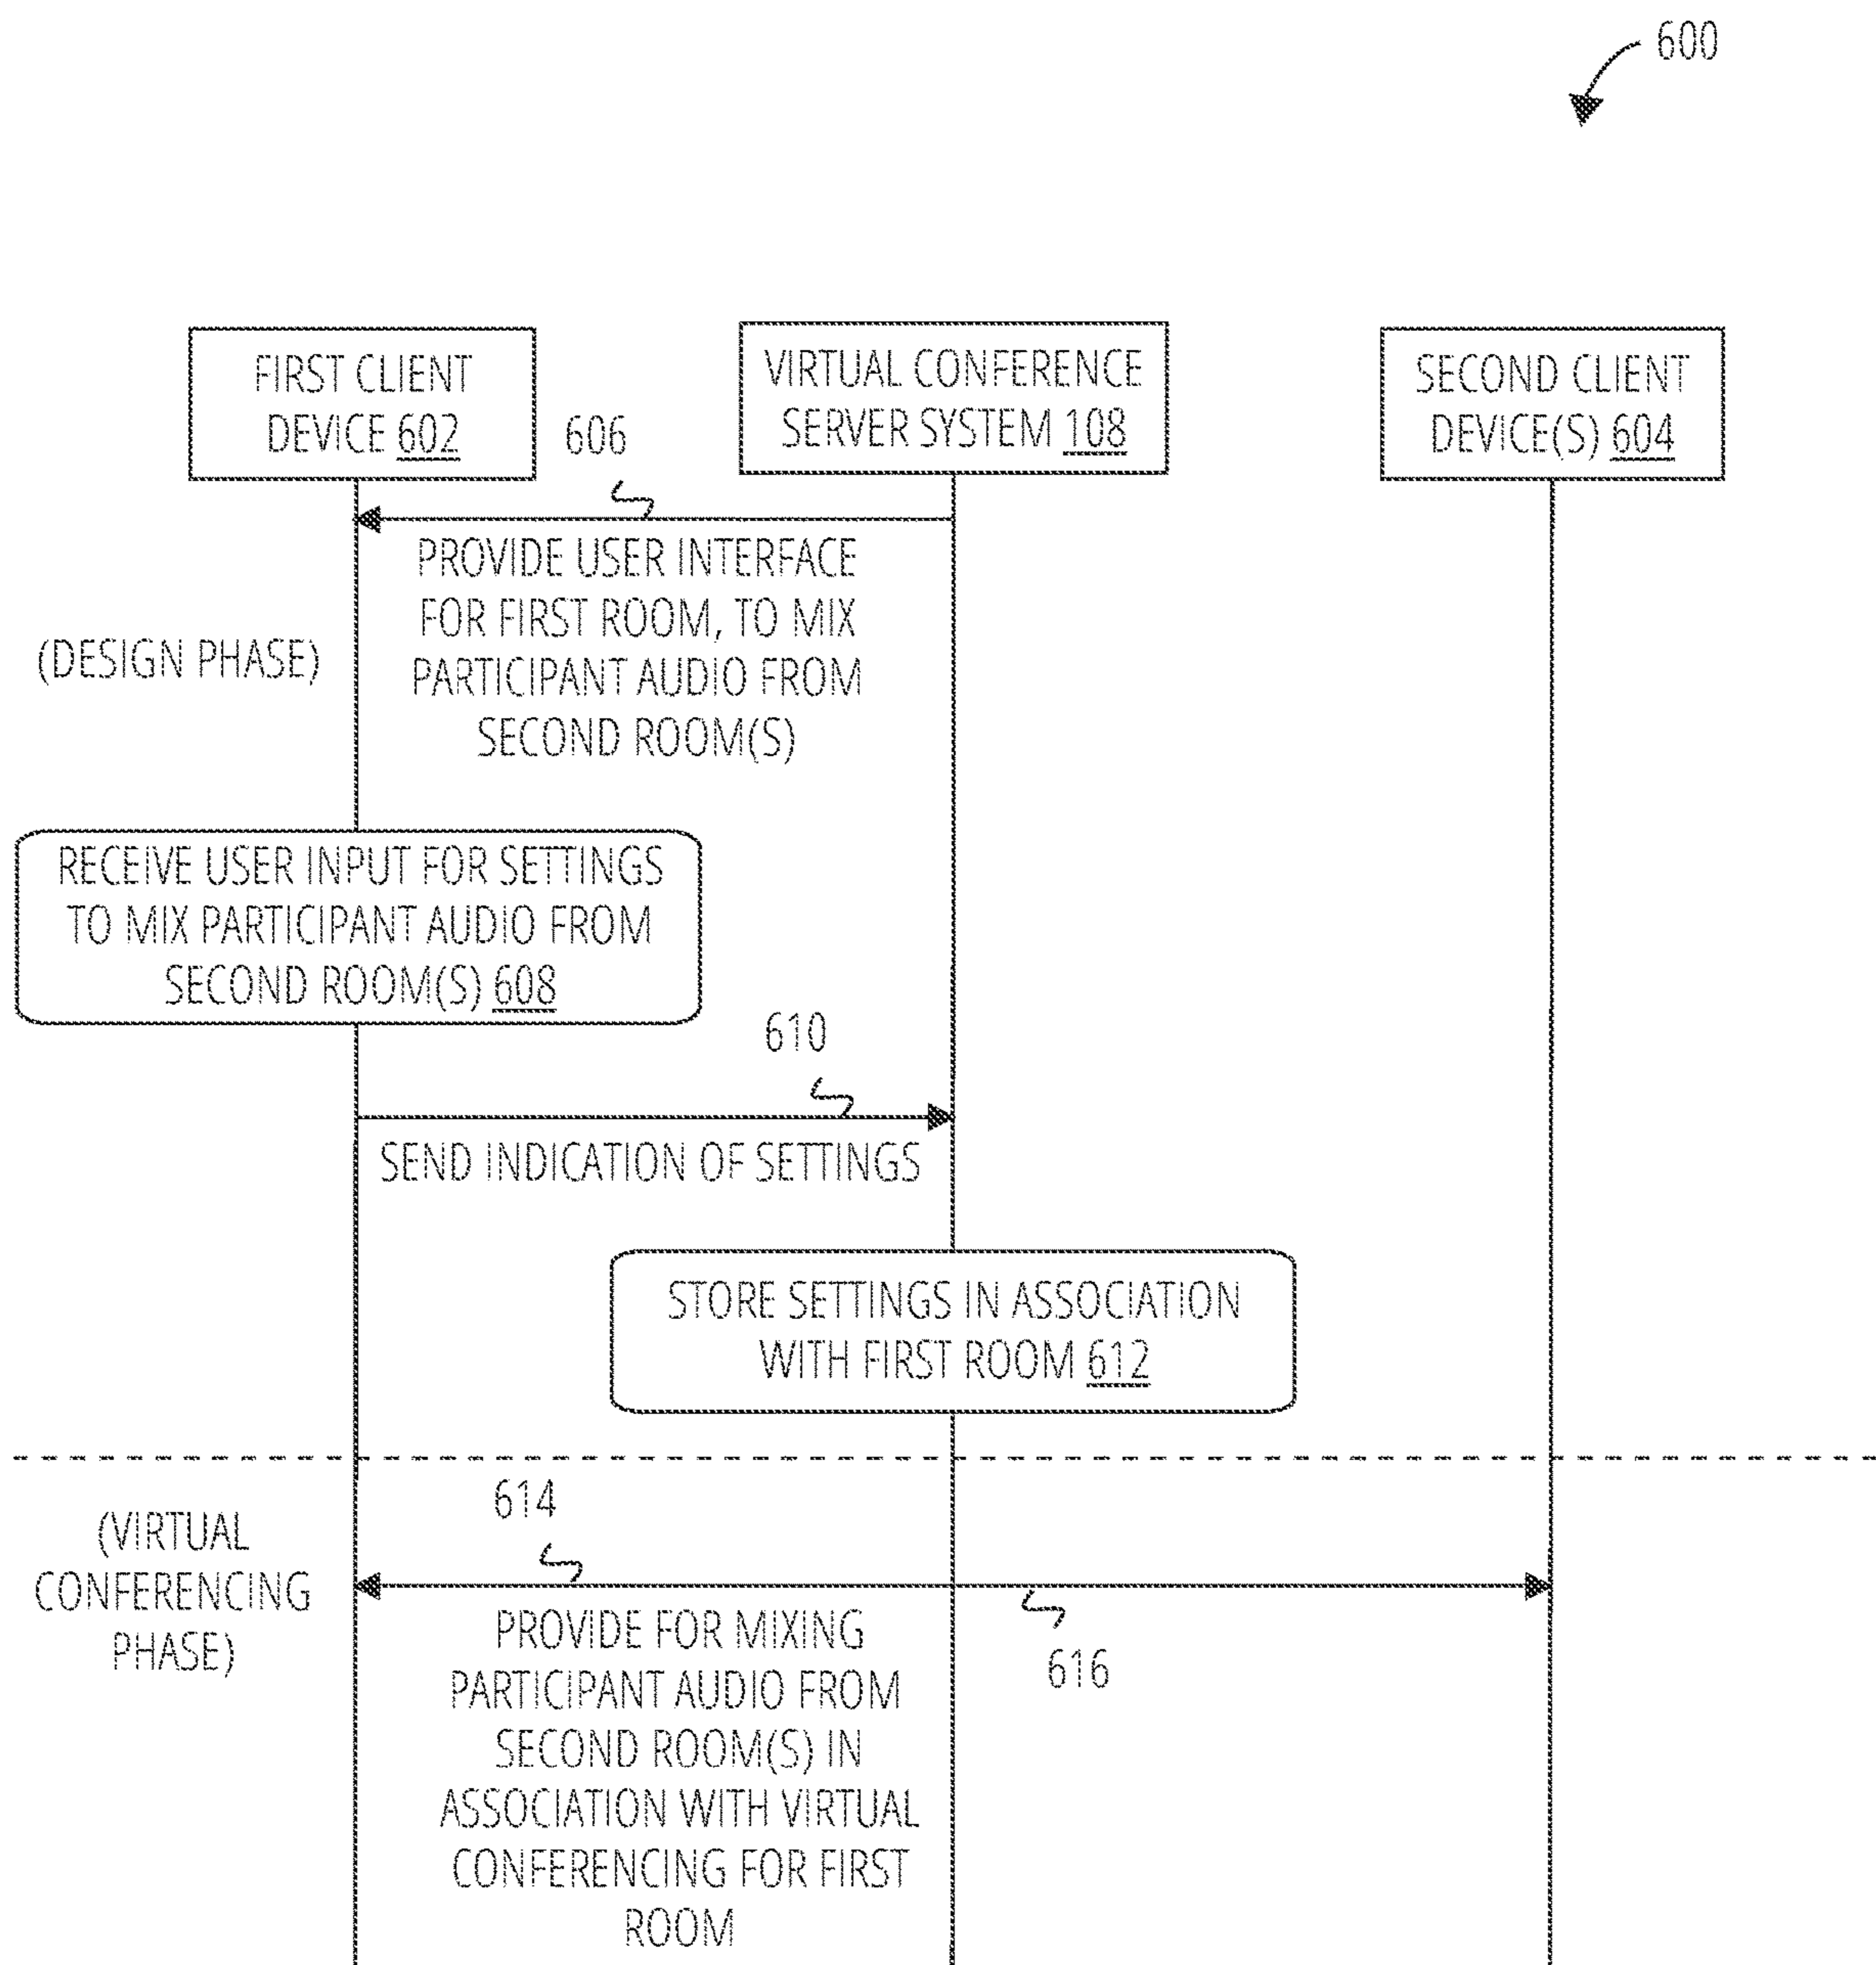 600
FIRST CLIENT
DEVICE 602
VIRTUAL CONFERENCE
SERVER SYSTEM 108
SECOND CLIENT
DEVICE(S) 604
606
PROVIDE USER INTERFACE
FOR FIRST ROOM, TO MIX
PARTICIPANT AUDIO FROM
SECOND ROOM(S)
(DESIGN PHASE)
RECEIVE USER INPUT FOR SETTINGS
TO MIX PARTICIPANT AUDIO FROM
SECOND ROOM(S) 608
610
SEND INDICATION OF SETTINGS
STORE SETTINGS IN ASSOCIATION
WITH FIRST ROOM 612
(VIRTUAL
CONFERENCING
PHASE)
614
616
PROVIDE FOR MIXING
PARTICIPANT AUDIO FROM
SECOND ROOM(S) IN
ASSOCIATION WITH VIRTUAL
CONFERENCING FOR FIRST
ROOM